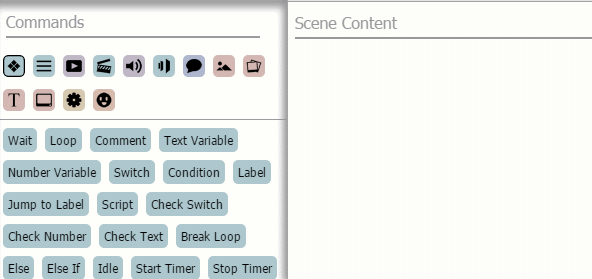 Commands
Scene Content
T
Wait Loop Comment Text Variable
Number Variable Switch Condition Label
Jump to Label Script Check Switch
Check Number Check Text Break Loop
Else Else If Idle Start Timer Stop Timer